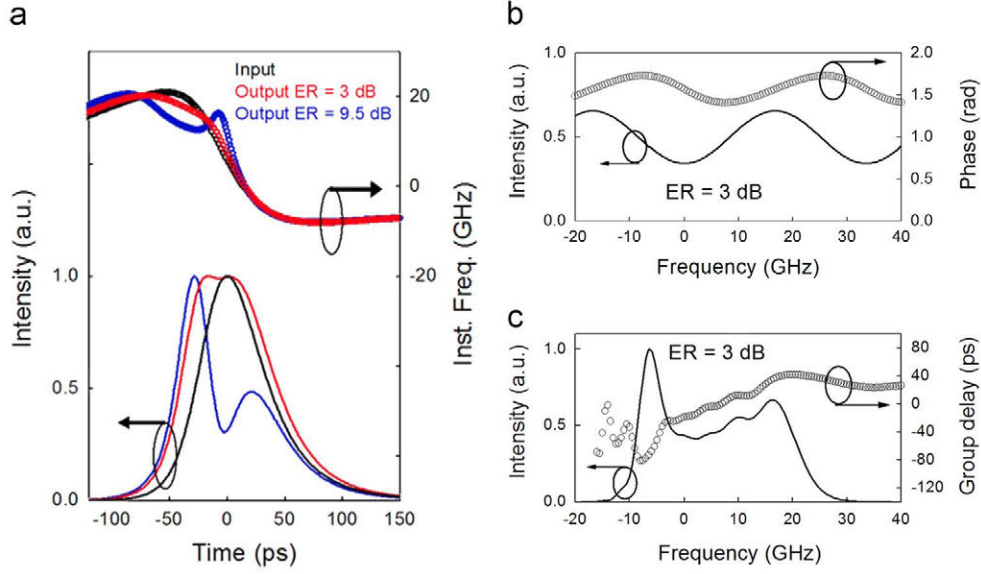 a
Input
Output ER = 3 dB
Output ER = 9.5 dB
20
0
-20
Inst. Freq. (GHz)
Intensity (a.u.)
1.0
0.5
0.0
-100 -50 0 50 100 150
Time (ps)
b
Intensity (a.u.)
1.0
0.5
0.0
2.0
1.5
1.0
0.5
0.0
Phase (rad)
ER = 3 dB
-20 -10 0 10 20 30 40
Frequency (GHz)
c
Intensity (a.u.)
1.0
0.5
0.0
80
40
0
-40
-80
-120
Group delay (ps)
ER = 3 dB
-20 -10 0 10 20 30 40
Frequency (GHz)